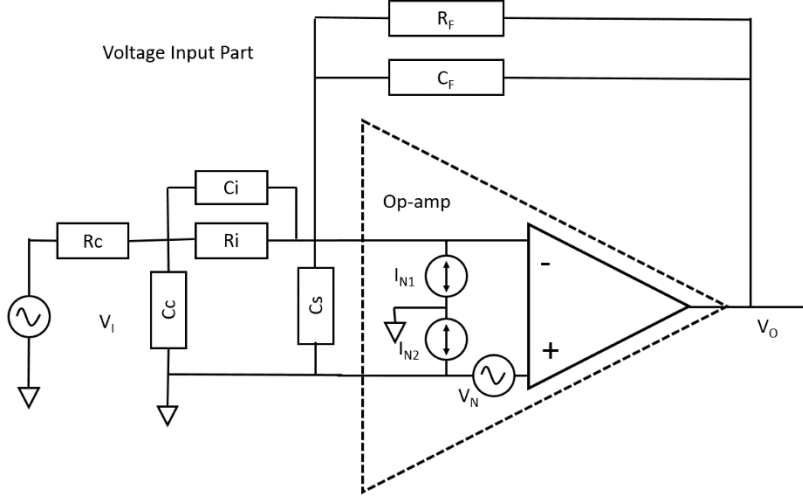 R_F
Voltage Input Part
C_F
Ci
Op-amp
Rc
Ri
-
I_N1
V_I
Cc
Cs
I_N2
V_O
+
V_N